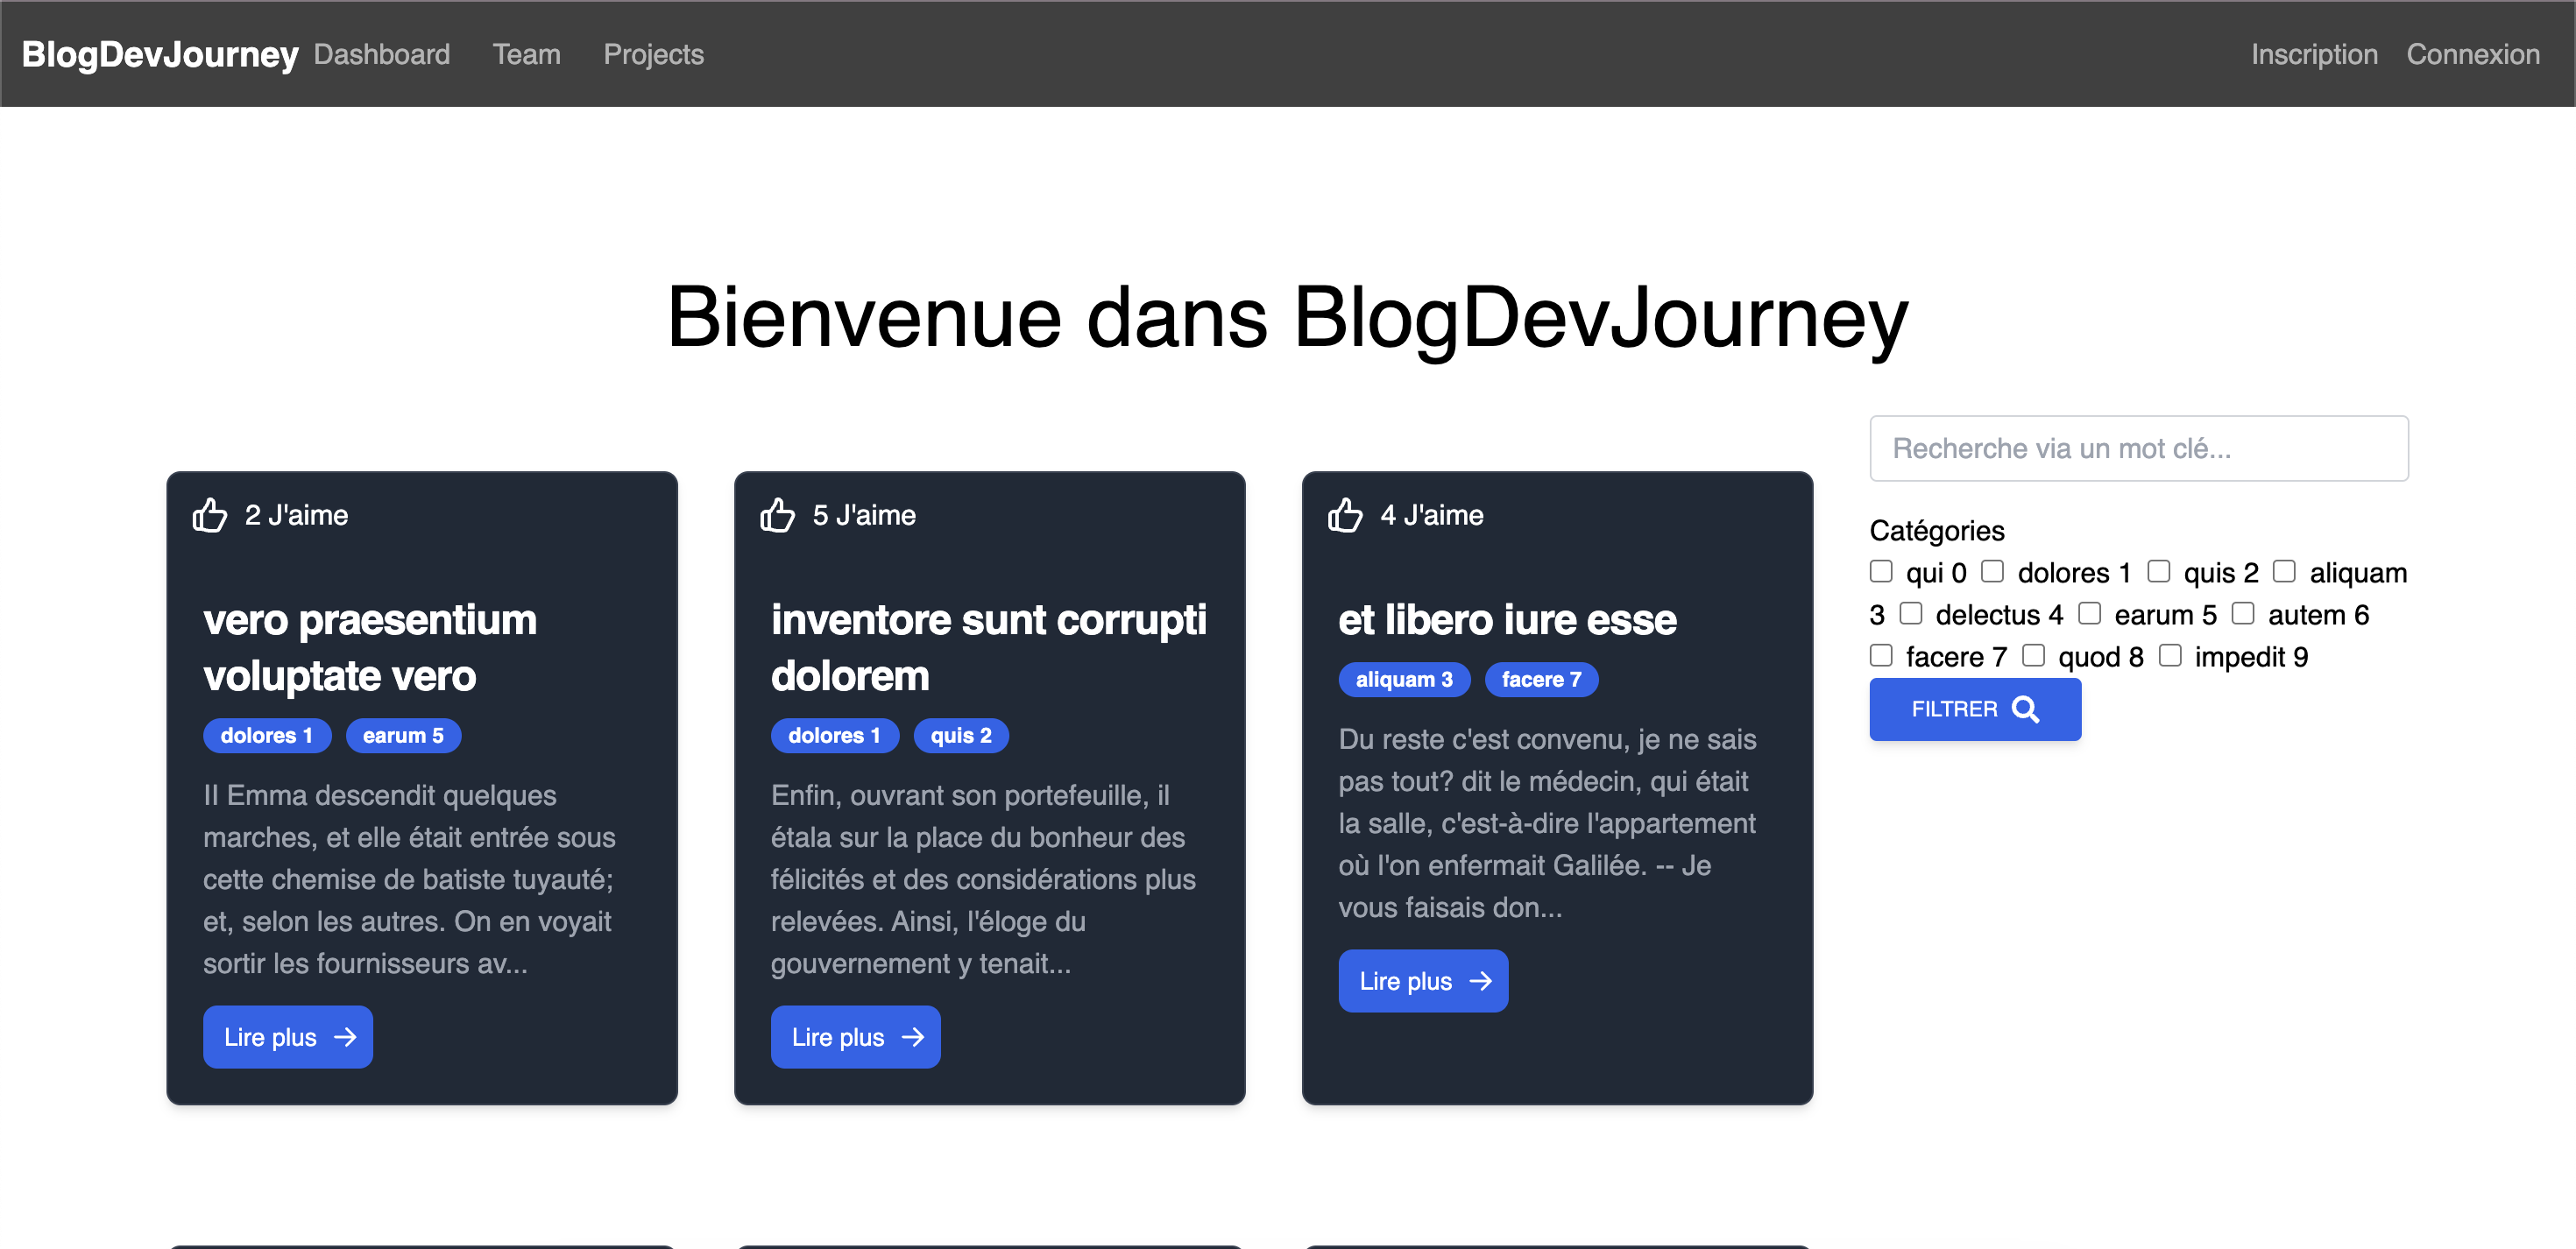 BlogDevJourney Dashboard Team Projects Inscription Connexion
Bienvenue dans BlogDevJourney
2 J'aime
vero praesentium
voluptate vero
dolores 1 earum 5
II Emma descendit quelques
marches, et elle était entrée sous
cette chemise de batiste tuyauté;
et, selon les autres. On en voyait
sortir les fournisseurs av...
Lire plus
5 J'aime
inventore sunt corrupti
dolorem
dolores 1 quis 2
Enfin, ouvrant son portefeuille, il
étala sur la place du bonheur des
félicités et des considérations plus
relevées. Ainsi, l'éloge du
gouvernement y tenait...
Lire plus
4 J'aime
et libero iure esse
aliquam 3 facere 7
Du reste c'est convenu, je ne sais
pas tout? dit le médecin, qui était
la salle, c'est-à-dire l'appartement
où l'on enfermait Galilée. -- Je
vous faisais don...
Lire plus
Recherche via un mot clé...
Catégories
qui 0 dolores 1 quis 2 aliquam
3 delectus 4 earum 5 autem 6
facere 7 quod 8 impedit 9
FILTRER